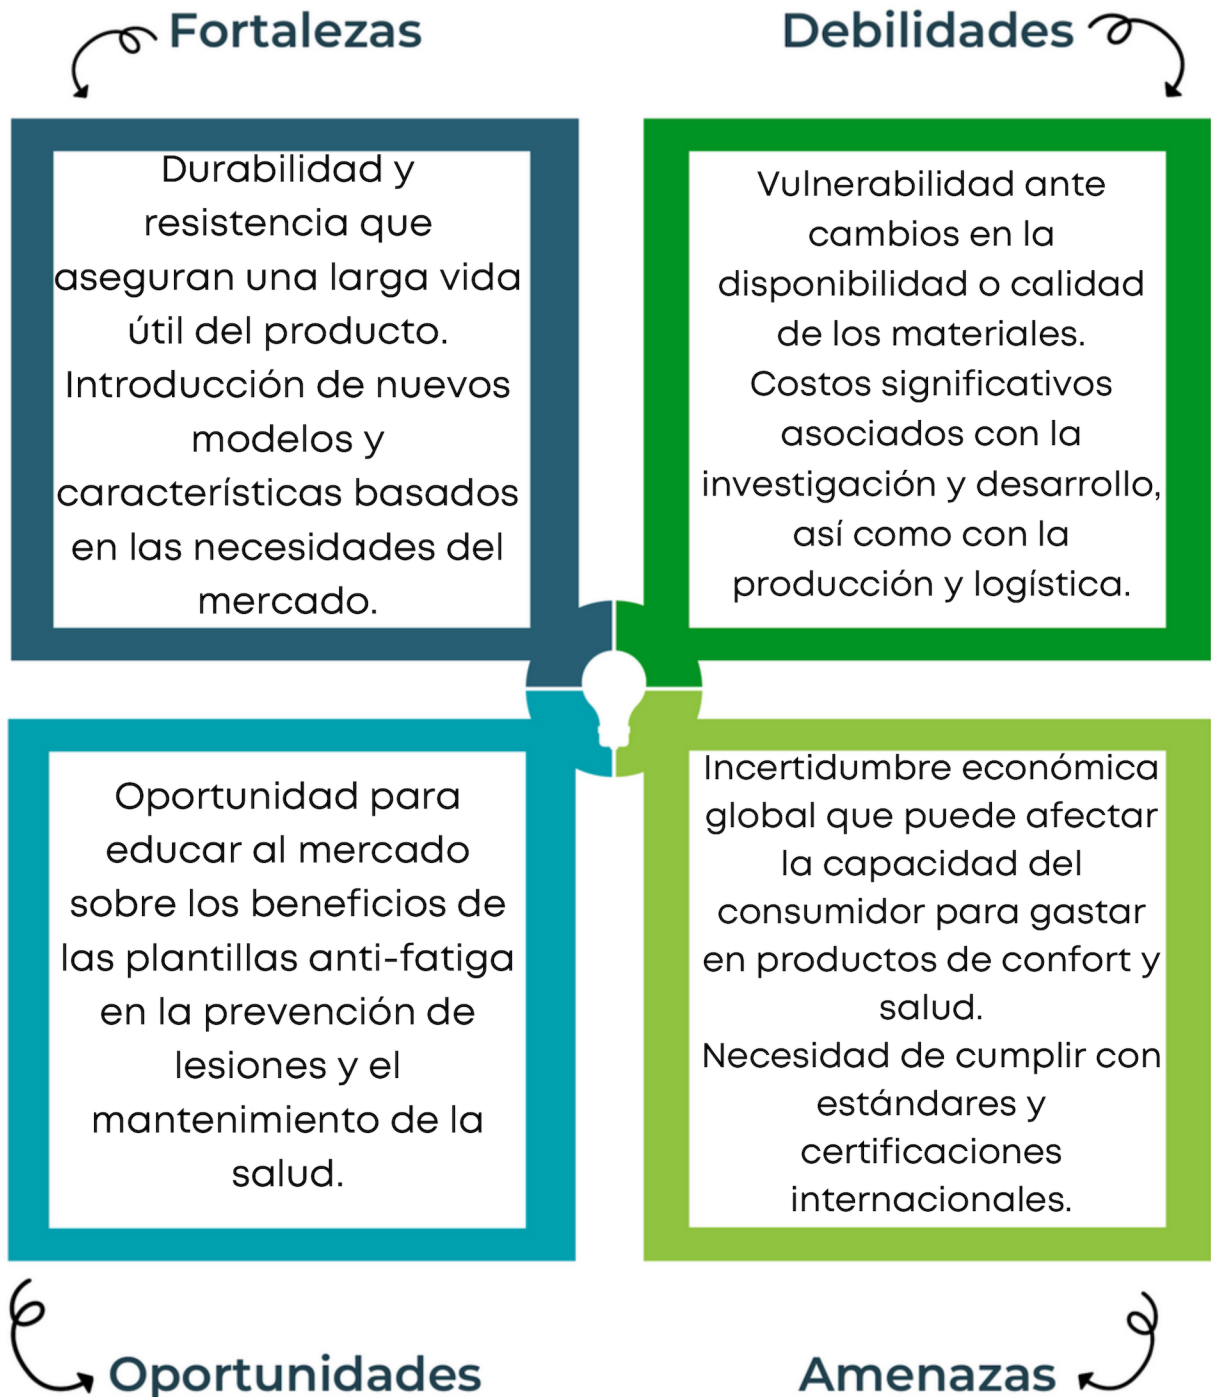 Fortalezas
Durabilidad y
resistencia que
aseguran una larga vida
útil del producto.
Introducción de nuevos
modelos y
características basados
en las necesidades del
mercado.
Debilidades
Vulnerabilidad ante
cambios en la
disponibilidad o calidad
de los materiales.
Costos significativos
asociados con la
investigación y desarrollo,
así como con la
producción y logística.
Oportunidad para
educar al mercado
sobre los beneficios de
las plantillas anti-fatiga
en la prevención de
lesiones y el
mantenimiento de la
salud.
Oportunidades
Incertidumbre económica
global que puede afectar
la capacidad del
consumidor para gastar
en productos de confort y
salud.
Necesidad de cumplir con
estándares y
certificaciones
internacionales.
Amenazas